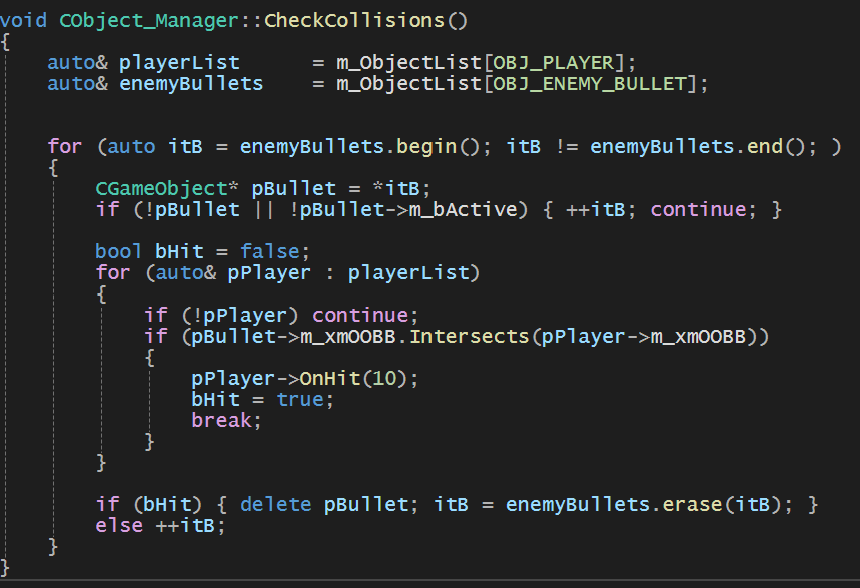 void CObject_Manager::CheckCollisions()
{
    auto& playerList      = m_ObjectList[OBJ_PLAYER];
    auto& enemyBullets    = m_ObjectList[OBJ_ENEMY_BULLET];
    for (auto itB = enemyBullets.begin(); itB != enemyBullets.end(); )
    {
        CGameObject* pBullet = *itB;
        if (!pBullet || !pBullet->m_bActive) { ++itB; continue; }
        bool bHit = false;
        for (auto& pPlayer : playerList)
        {
            if (!pPlayer) continue;
            if (pBullet->m_xmOOBB.Intersects(pPlayer->m_xmOOBB))
            {
                pPlayer->OnHit(10);
                bHit = true;
                break;
            }
        }
        if (bHit) { delete pBullet; itB = enemyBullets.erase(itB); }
        else ++itB;
    }
}